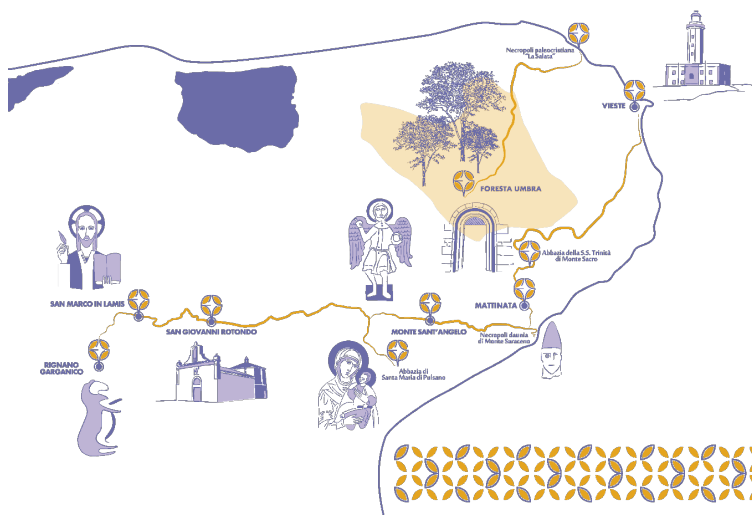 Necropoli paleocristiana
"La Salata"
VIESTE
FORESTA UMBRA
Abbazia della S.S. Trinità
di Monte Sacro
MATTINATA
SAN MARCO IN LAMIS
SAN GIOVANNI ROTONDO
MONTE SANT'ANGELO
Necropoli daunia
di Monte Saraceno
RIGNANO
GARGANICO
Abbazia di
Santa Maria di Pulsano